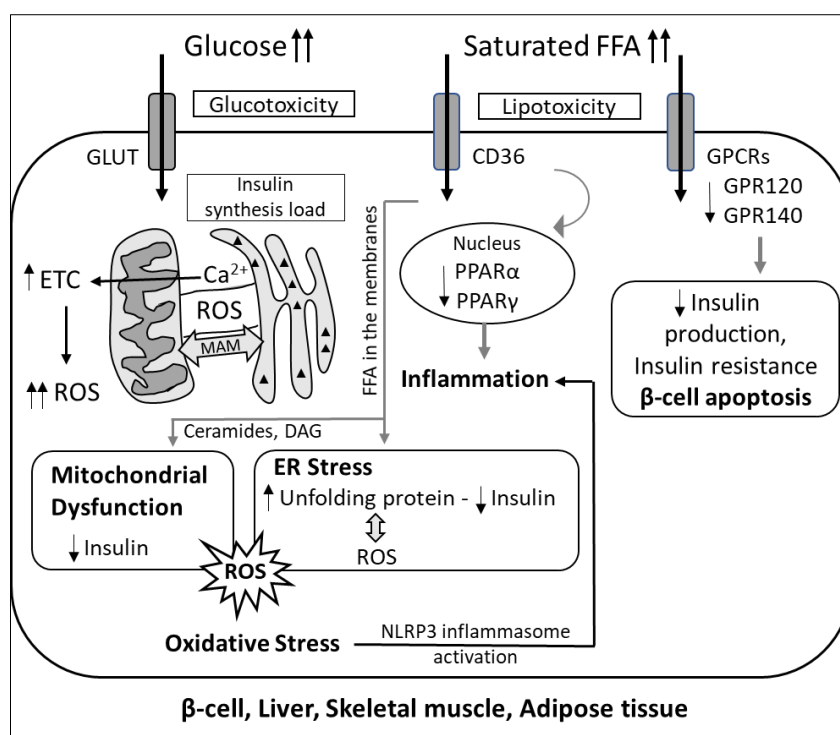 Glucose
Saturated FFA
Glucotoxicity
Lipotoxicity
GLUT
CD36
GPCRs
GPR120
GPR140
Insulin
synthesis load
FFA in the membranes
Nucleus
PPARα
PPARγ
ETC
Ca²⁺
ROS
MAM
ROS
Inflammation
Insulin
production,
Insulin resistance
β-cell apoptosis
Ceramides, DAG
Mitochondrial
Dysfunction
Insulin
ER Stress
Unfolding protein - Insulin
ROS
ROS
Oxidative Stress
NLRP3 inflammasome
activation
β-cell, Liver, Skeletal muscle, Adipose tissue